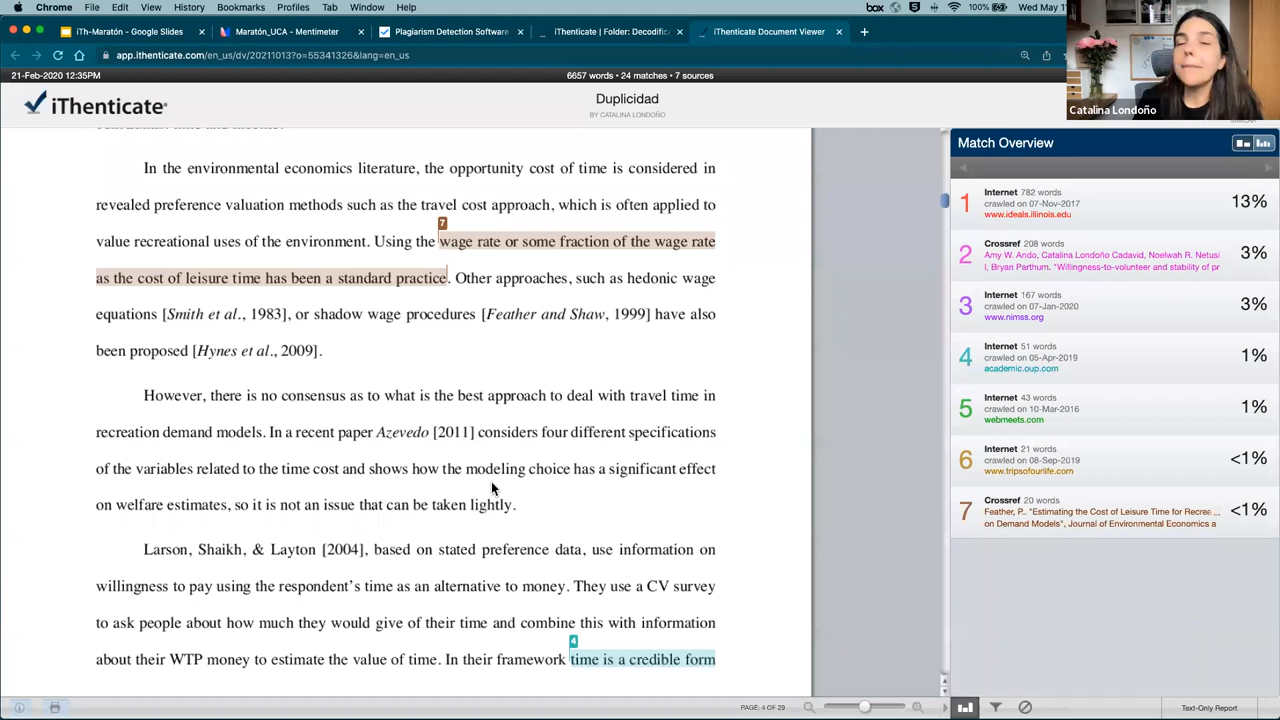 Chrome File Edit View History Bookmarks Profiles Tab Window Help
box 100% Wed May 1
iTh-Maratón - Google Slides
Maratón_UCA - Mentimeter
Plagiarism Detection Software
iThenticate | Folder: Decodific
iThenticate Document Viewer
app.ithenticate.com/en_us/dv/20211013?o=55341326&lang=en_us
21-Feb-2020 12:35PM
6657 words • 24 matches • 7 sources
Catalina Londoño
iThenticate®
Duplicidad
BY CATALINA LONDOÑO
In the environmental economics literature, the opportunity cost of time is considered in
revealed preference valuation methods such as the travel cost approach, which is often applied to
7
value recreational uses of the environment. Using the wage rate or some fraction of the wage rate
as the cost of leisure time has been a standard practice. Other approaches, such as hedonic wage
equations [Smith et al., 1983], or shadow wage procedures [Feather and Shaw, 1999] have also
been proposed [Hynes et al., 2009].
However, there is no consensus as to what is the best approach to deal with travel time in
recreation demand models. In a recent paper Azevedo [2011] considers four different specifications
of the variables related to the time cost and shows how the modeling choice has a significant effect
on welfare estimates, so it is not an issue that can be taken lightly.
Larson, Shaikh, & Layton [2004], based on stated preference data, use information on
willingness to pay using the respondent's time as an alternative to money. They use a CV survey
to ask people about how much they would give of their time and combine this with information
4
about their WTP money to estimate the value of time. In their framework time is a credible form
Match Overview
1 Internet 782 words 13%
crawled on 07-Nov-2017
www.ideals.illinois.edu
2 Crossref 208 words 3%
Amy W. Ando, Catalina Londoño Cadavid, Noelwah R. Netusi
l, Bryan Parthum. "Willingness-to-volunteer and stability of pr
3 Internet 167 words 3%
crawled on 07-Jan-2020
www.nimss.org
4 Internet 51 words 1%
crawled on 05-Apr-2019
academic.oup.com
5 Internet 43 words 1%
crawled on 10-Mar-2016
webmeets.com
6 Internet 21 words <1%
crawled on 08-Sep-2019
www.tripsofourlife.com
7 Crossref 20 words <1%
Feather, P.. "Estimating the Cost of Leisure Time for Recrea ...
on Demand Models", Journal of Environmental Economics a
PAGE: 4 OF 29
Text-Only Report